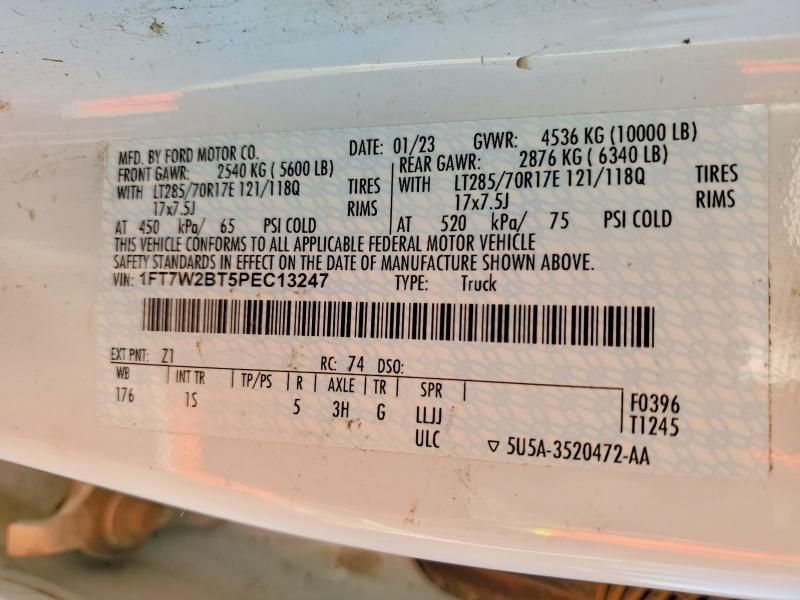 MFD. BY FORD MOTOR CO. DATE: 01/23 GVWR: 4536 KG (10000 LB)
FRONT GAWR: 2540 KG ( 5600 LB) REAR GAWR: 2876 KG ( 6340 LB)
WITH LT285/70R17E 121/118Q TIRES WITH LT285/70R17E 121/118Q TIRES
17x7.5J RIMS 17x7.5J RIMS
AT 450 kPa/ 65 PSI COLD AT 520 kPa/ 75 PSI COLD
THIS VEHICLE CONFORMS TO ALL APPLICABLE FEDERAL MOTOR VEHICLE
SAFETY STANDARDS IN EFFECT ON THE DATE OF MANUFACTURE SHOWN ABOVE.
VIN: 1FT7W2BT5PEC13247 TYPE: Truck
EXT PNT: Z1 RC: 74 DSO:
WB INT TR TP/PS R AXLE TR SPR
176 1S 5 3H G LLJJ
ULC
F0396
T1245
5U5A-3520472-AA